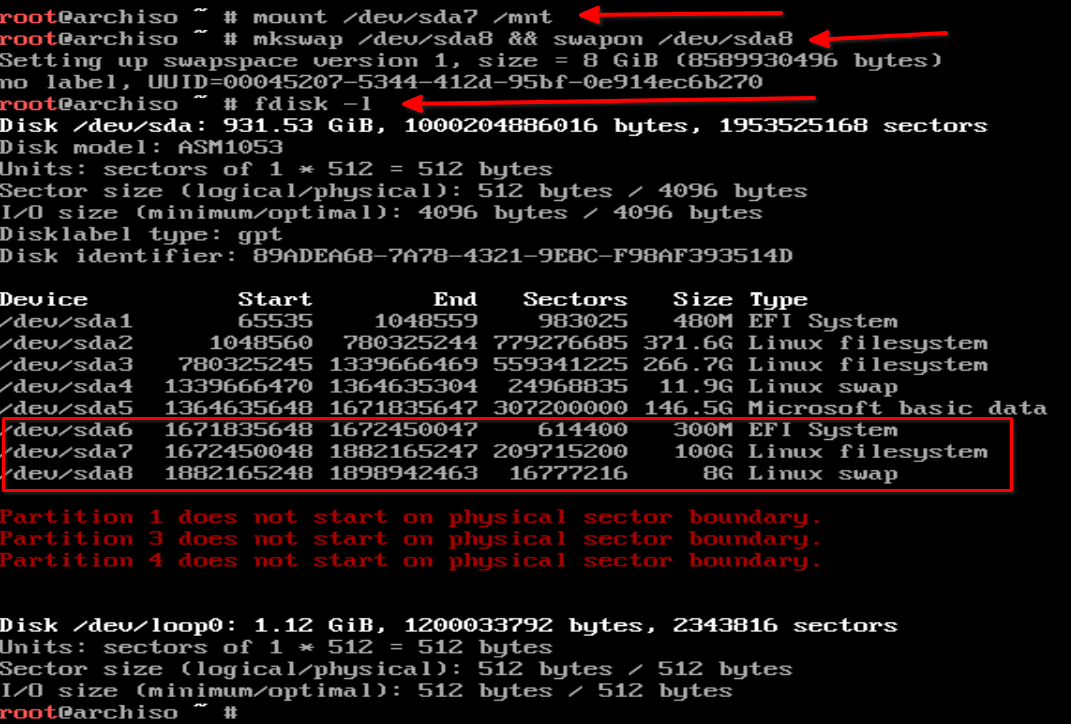 root@archiso ~ # mount /dev/sda7 /mnt
root@archiso ~ # mkswap /dev/sda8 && swapon /dev/sda8
Setting up swapspace version 1, size = 8 GiB (8589930496 bytes)
no label, UUID=00045207-5344-412d-95bf-0e914ec6b270
root@archiso ~ # fdisk -l
Disk /dev/sda: 931.53 GiB, 1000204886016 bytes, 1953525168 sectors
Disk model: ASM1053
Units: sectors of 1 * 512 = 512 bytes
Sector size (logical/physical): 512 bytes / 4096 bytes
I/O size (minimum/optimal): 4096 bytes / 4096 bytes
Disklabel type: gpt
Disk identifier: 89ADEA68-7A78-4321-9E8C-F98AF393514D
Device Start End Sectors Size Type
/dev/sda1 65535 1048559 983025 480M EFI System
/dev/sda2 1048560 780325244 779276685 371.6G Linux filesystem
/dev/sda3 780325245 1339666469 559341225 266.7G Linux filesystem
/dev/sda4 1339666470 1364635304 24968835 11.9G Linux swap
/dev/sda5 1364635648 1671835647 307200000 146.5G Microsoft basic data
/dev/sda6 1671835648 1672450047 614400 300M EFI System
/dev/sda7 1672450048 1882165247 209715200 100G Linux filesystem
/dev/sda8 1882165248 1898942463 16777216 8G Linux swap
Partition 1 does not start on physical sector boundary.
Partition 3 does not start on physical sector boundary.
Partition 4 does not start on physical sector boundary.
Disk /dev/loop0: 1.12 GiB, 1200033792 bytes, 2343816 sectors
Units: sectors of 1 * 512 = 512 bytes
Sector size (logical/physical): 512 bytes / 512 bytes
I/O size (minimum/optimal): 512 bytes / 512 bytes
root@archiso ~ #